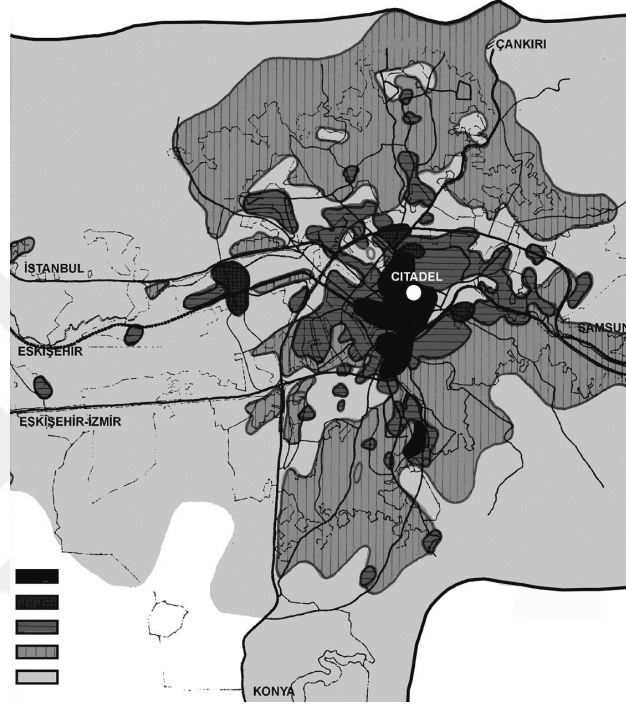 ÇANKIRI
İSTANBUL
CITADEL
SAMSUN
ESKİŞEHİR
ESKİŞEHİR-İZMİR
KONYA